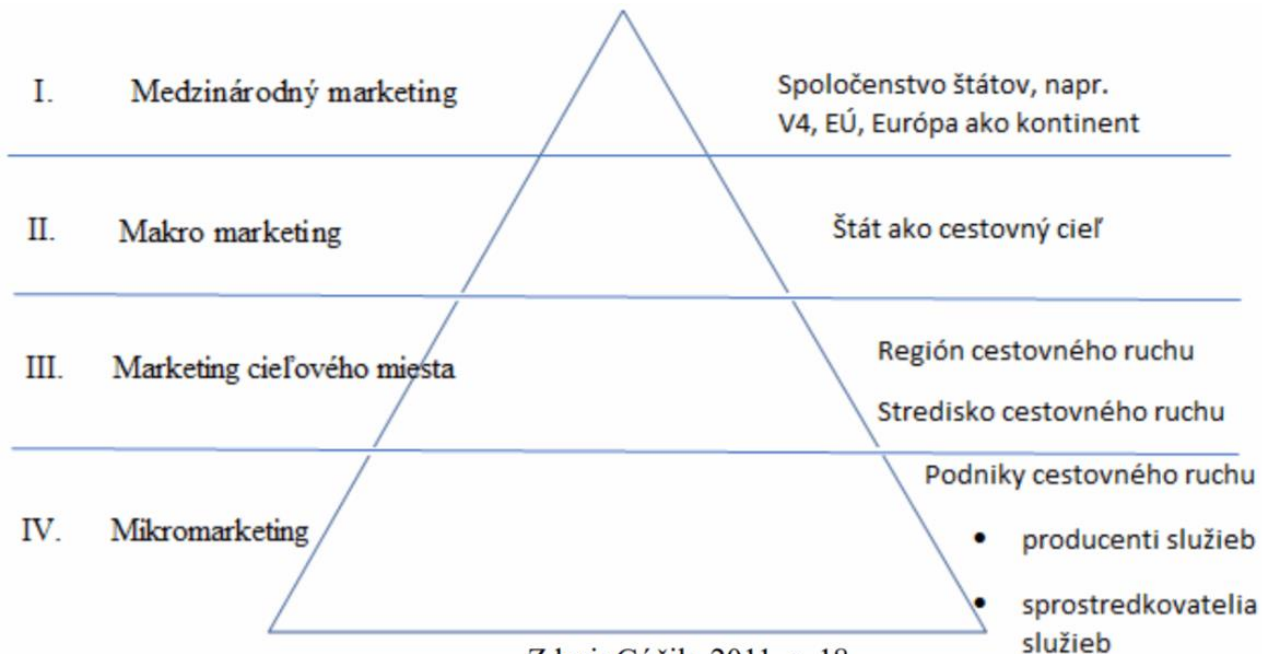 I. Medzinárodný marketing
Spoločenstvo štátov, napr.
V4, EÚ, Európa ako kontinent
II. Makro marketing
Štát ako cestovný cieľ
III. Marketing cieľového miesta
Región cestovného ruchu
Stredisko cestovného ruchu
IV. Mikromarketing
Podniky cestovného ruchu
• producenti služieb
• sprostredkovatelia
služieb